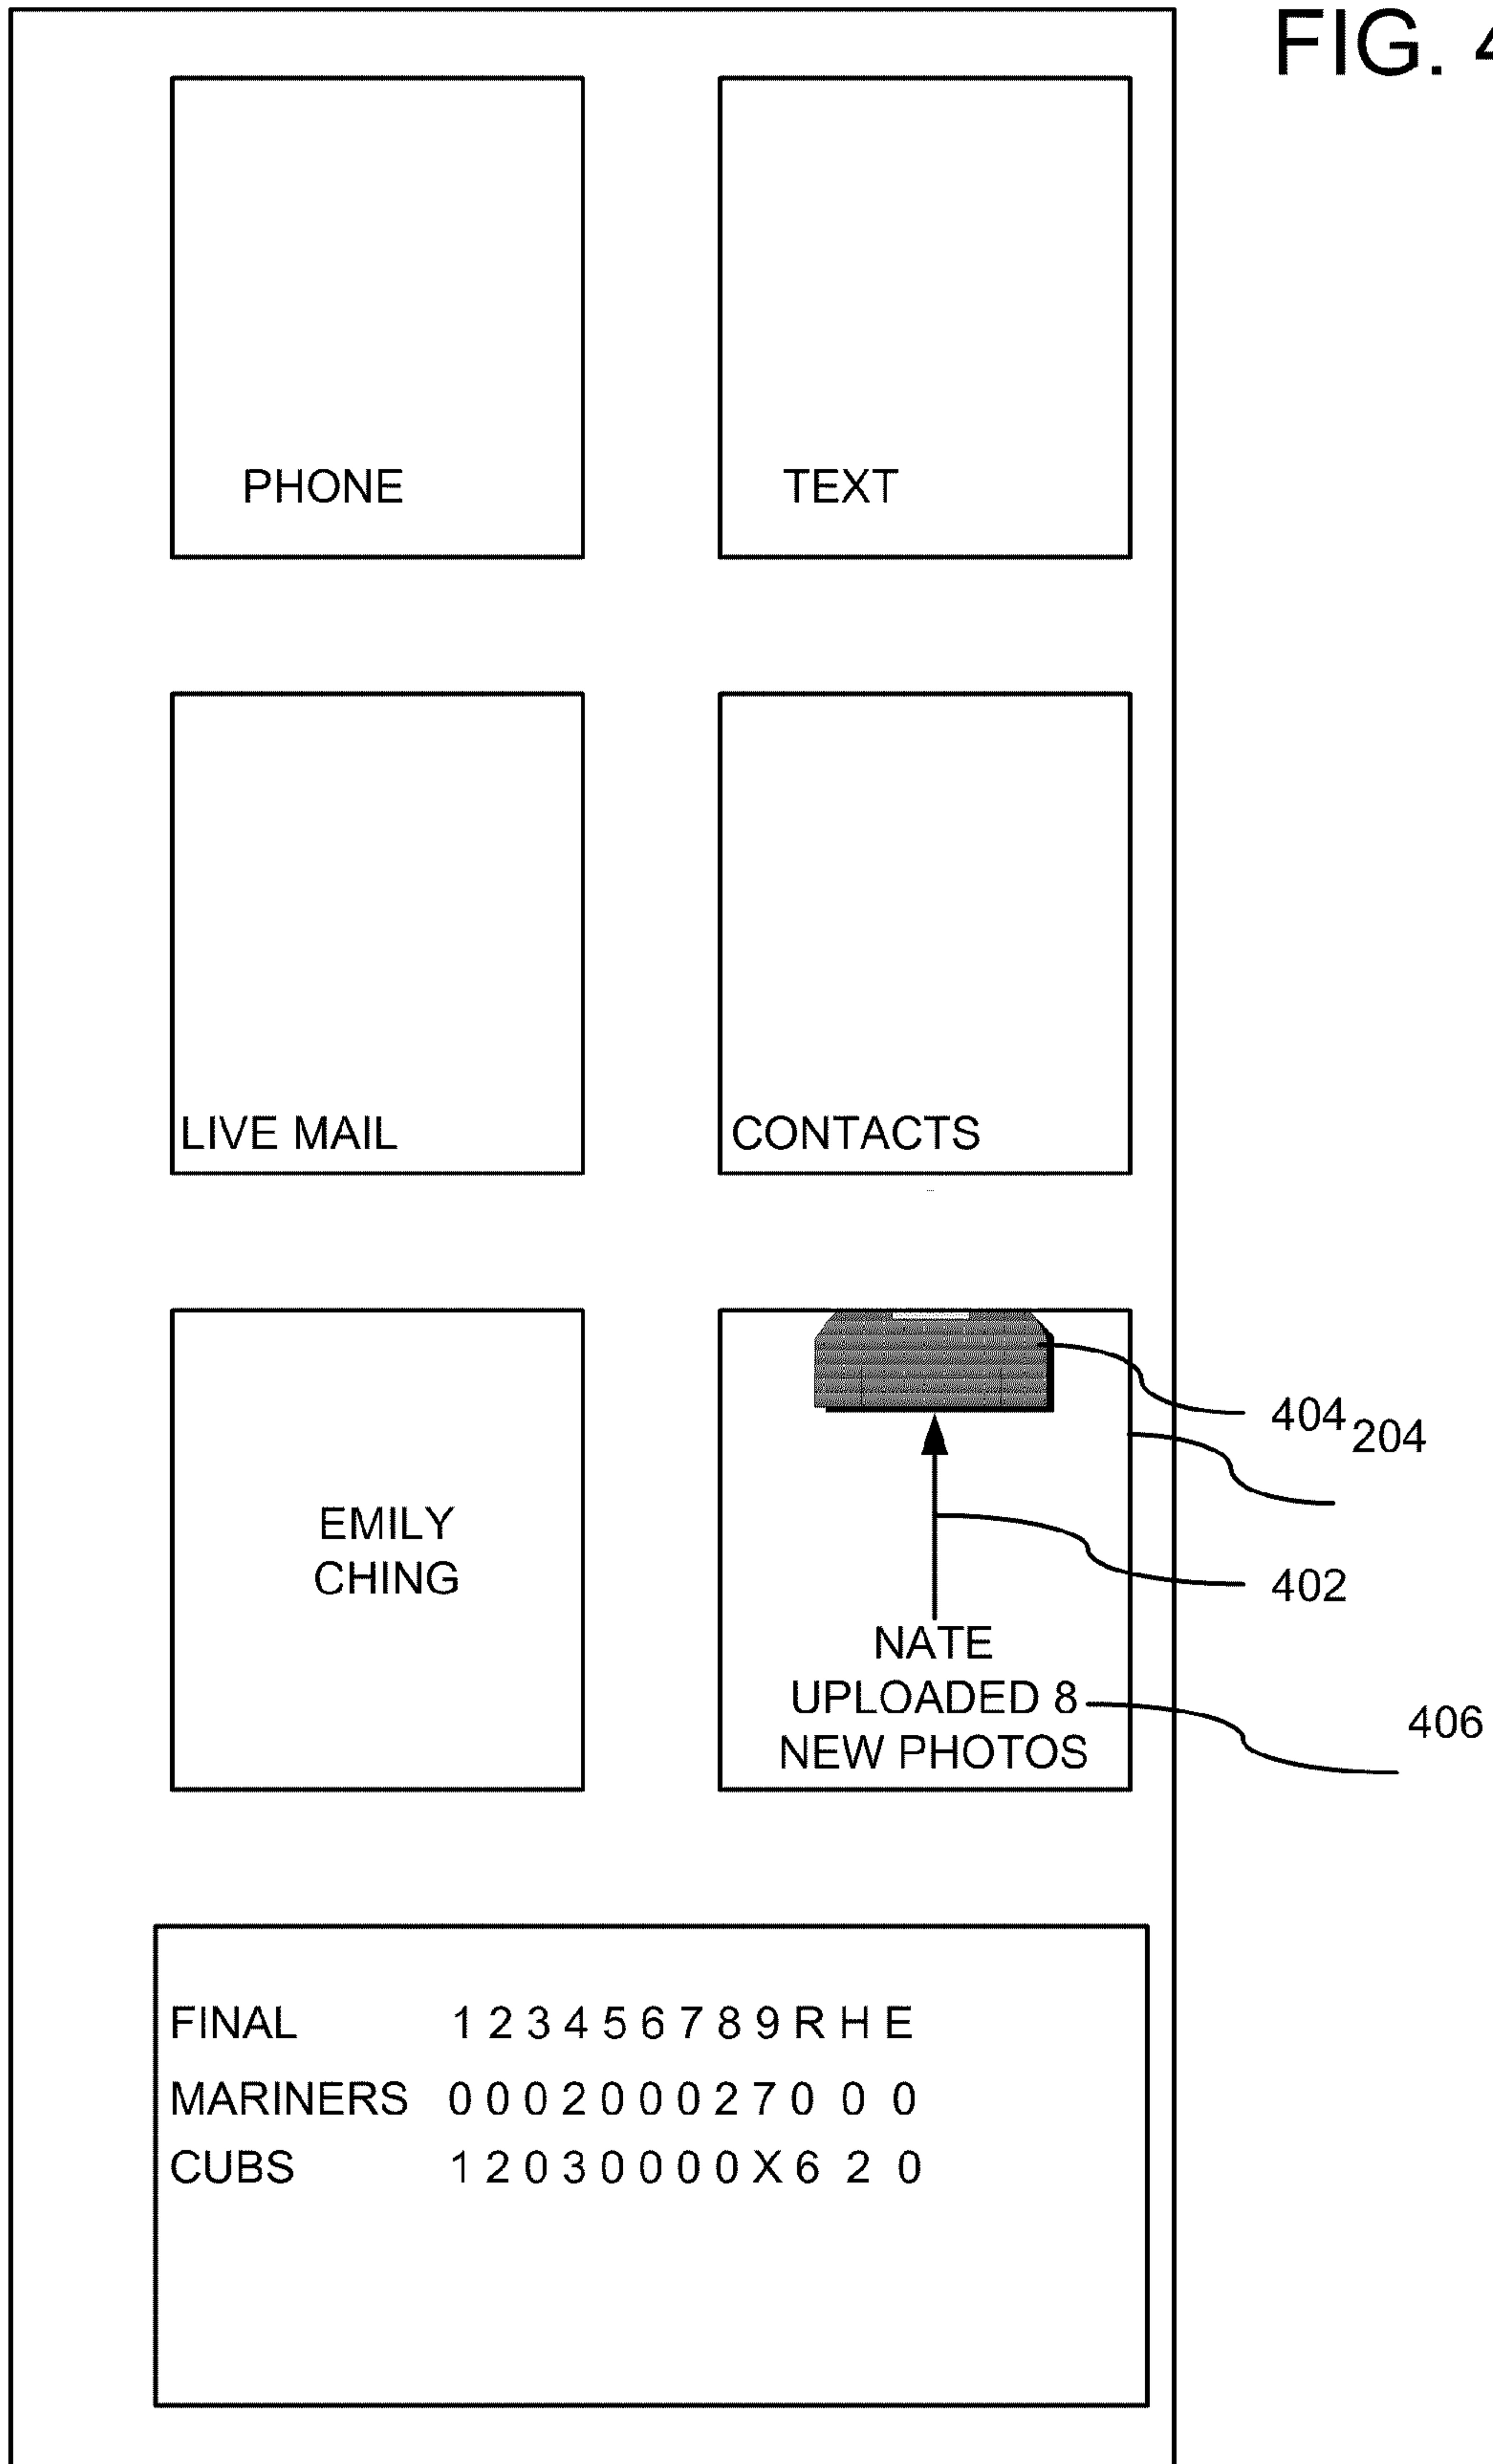 FIG. 4
PHONE
TEXT
LIVE MAIL
CONTACTS
EMILY
CHING
404
204
402
NATE
UPLOADED 8
NEW PHOTOS
406
FINAL 1 2 3 4 5 6 7 8 9 R H E
MARINERS 0 0 0 2 0 0 0 2 7 0 0 0
CUBS 1 2 0 3 0 0 0 0 X 6 2 0